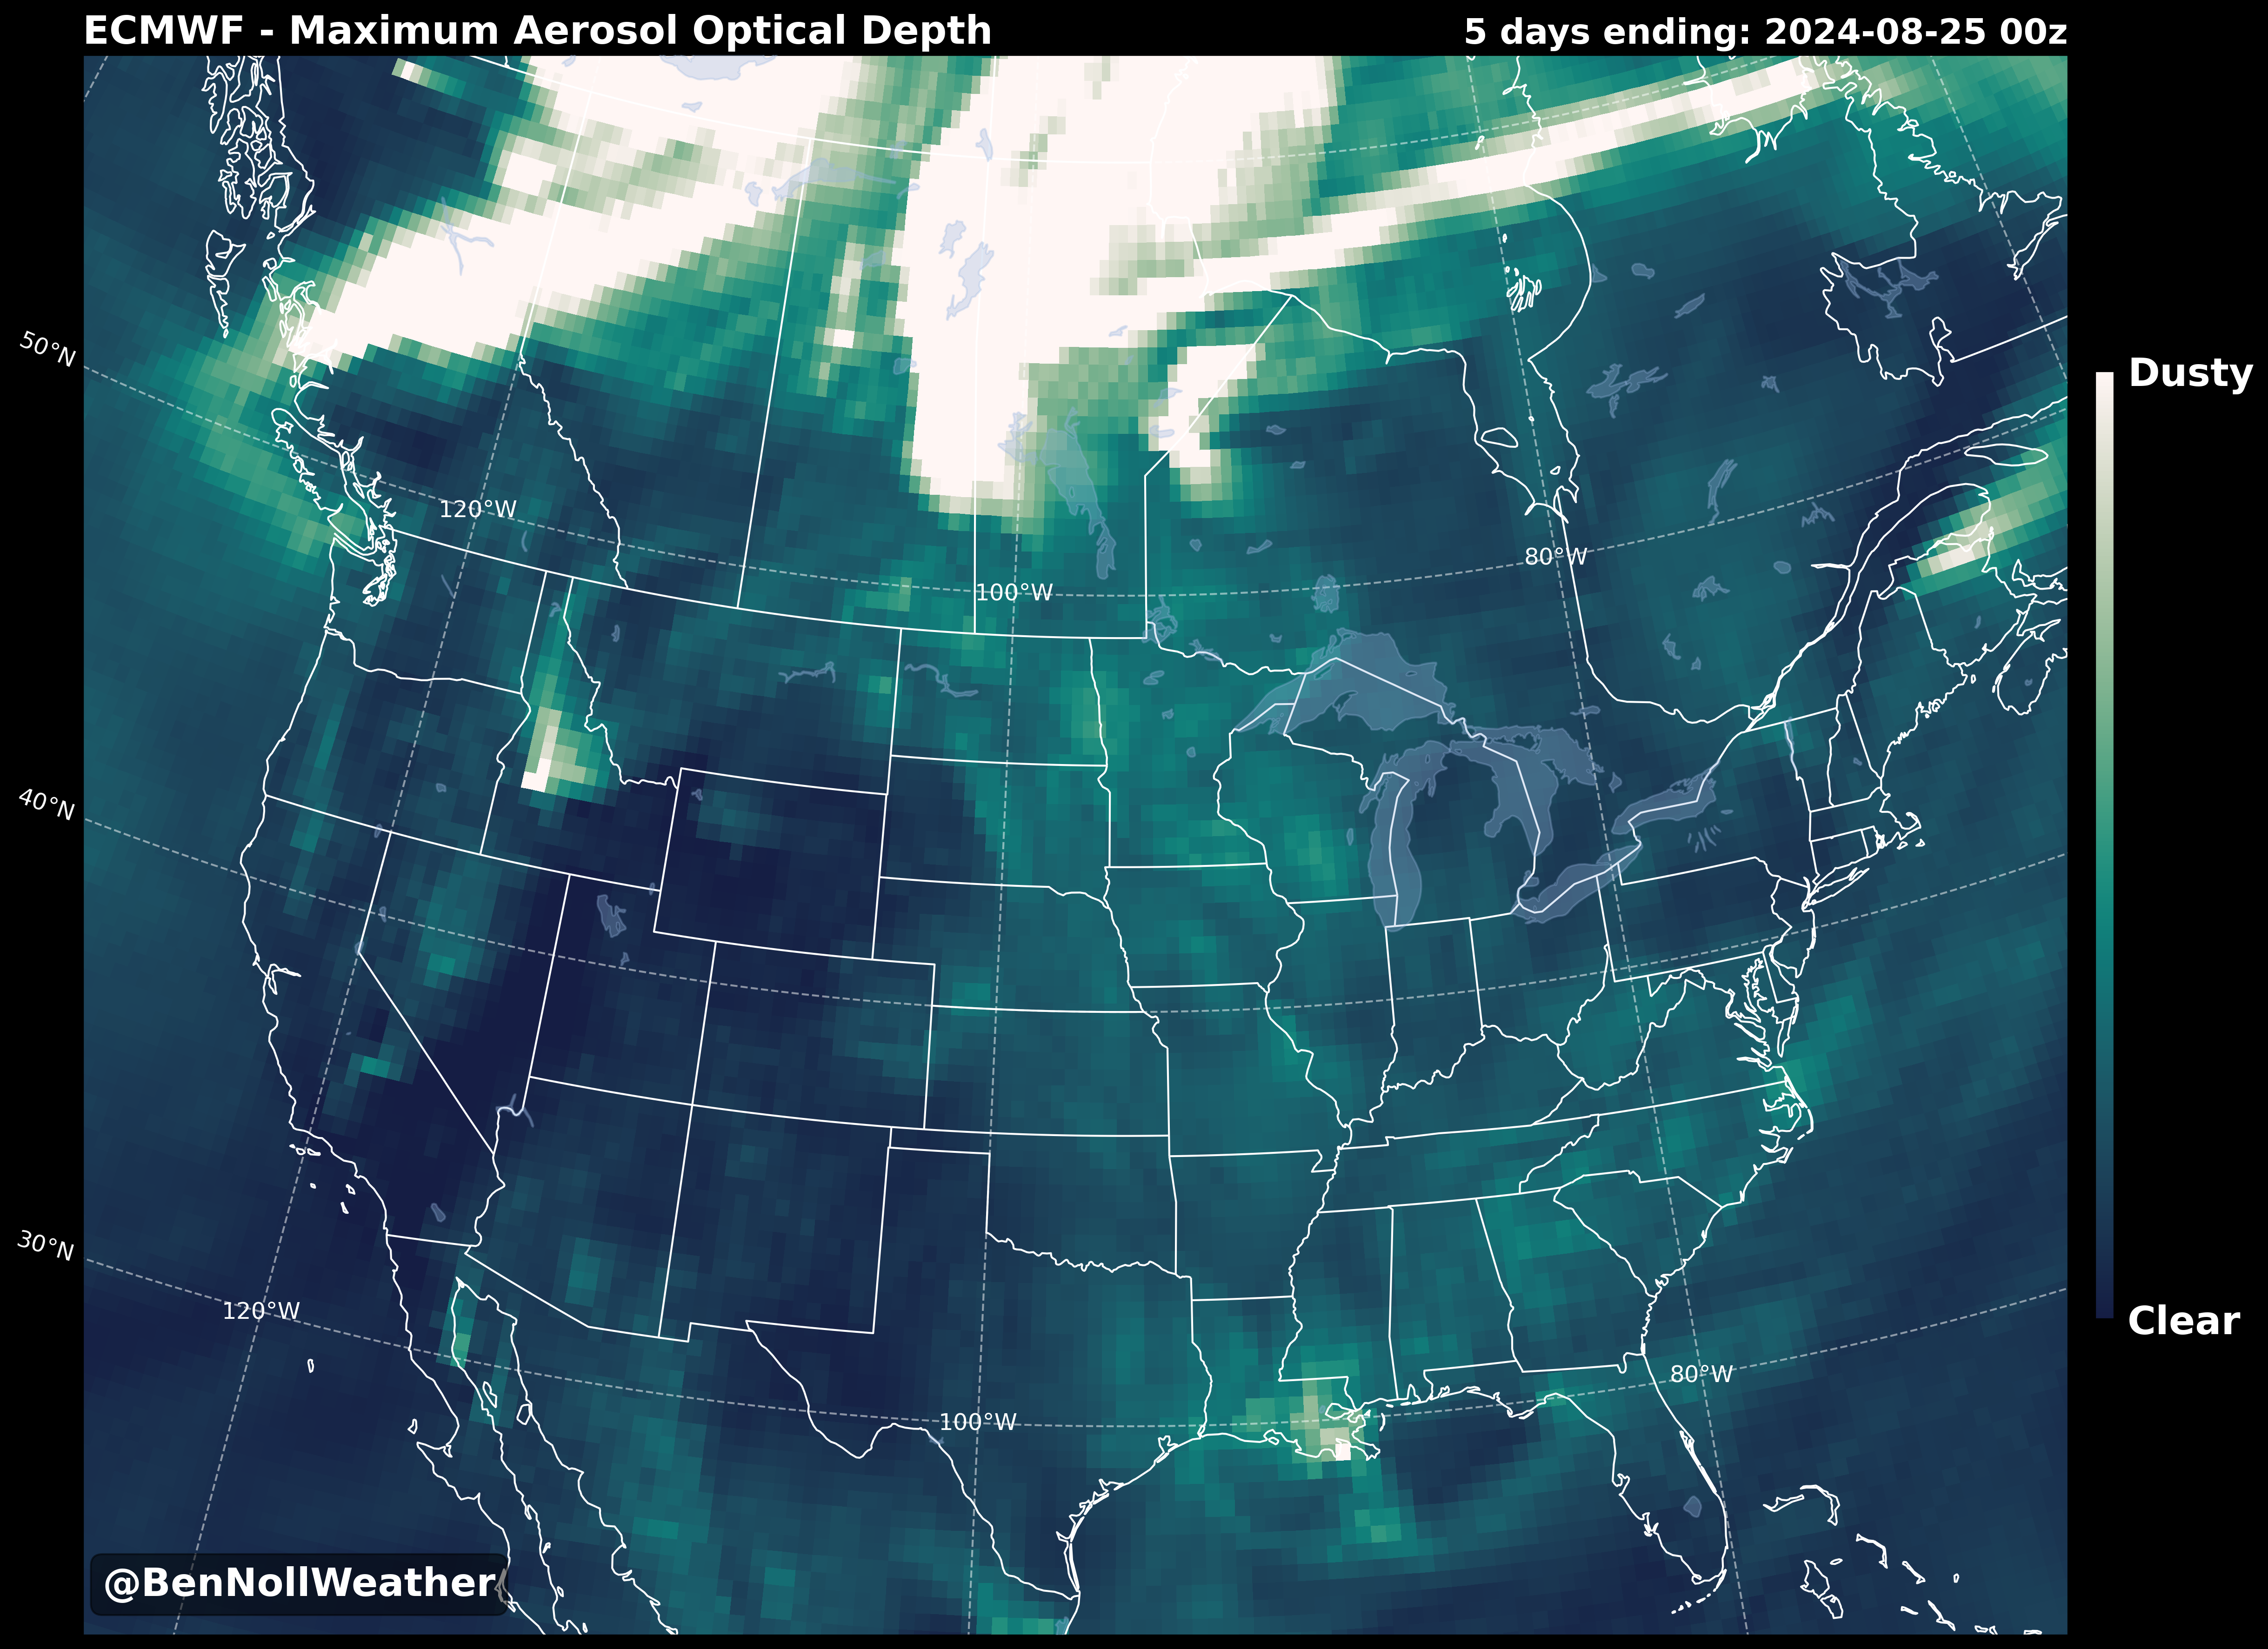 ECMWF - Maximum Aerosol Optical Depth
5 days ending: 2024-08-25 00z
50°N
Dusty
120°W
80°W
100°W
40°N
30°N
120°W
Clear
80°W
100°W
@BenNollWeather